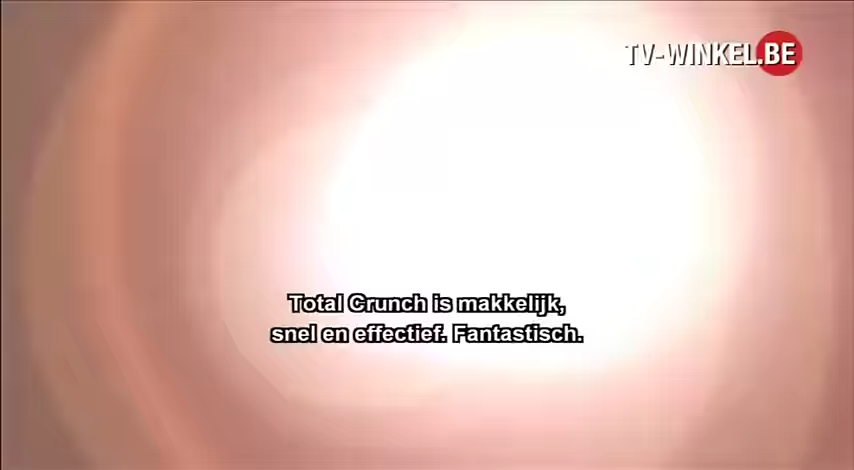 TV-WINKEL.BE
Total Crunch is makkelijk,
snel en effectief. Fantastisch.